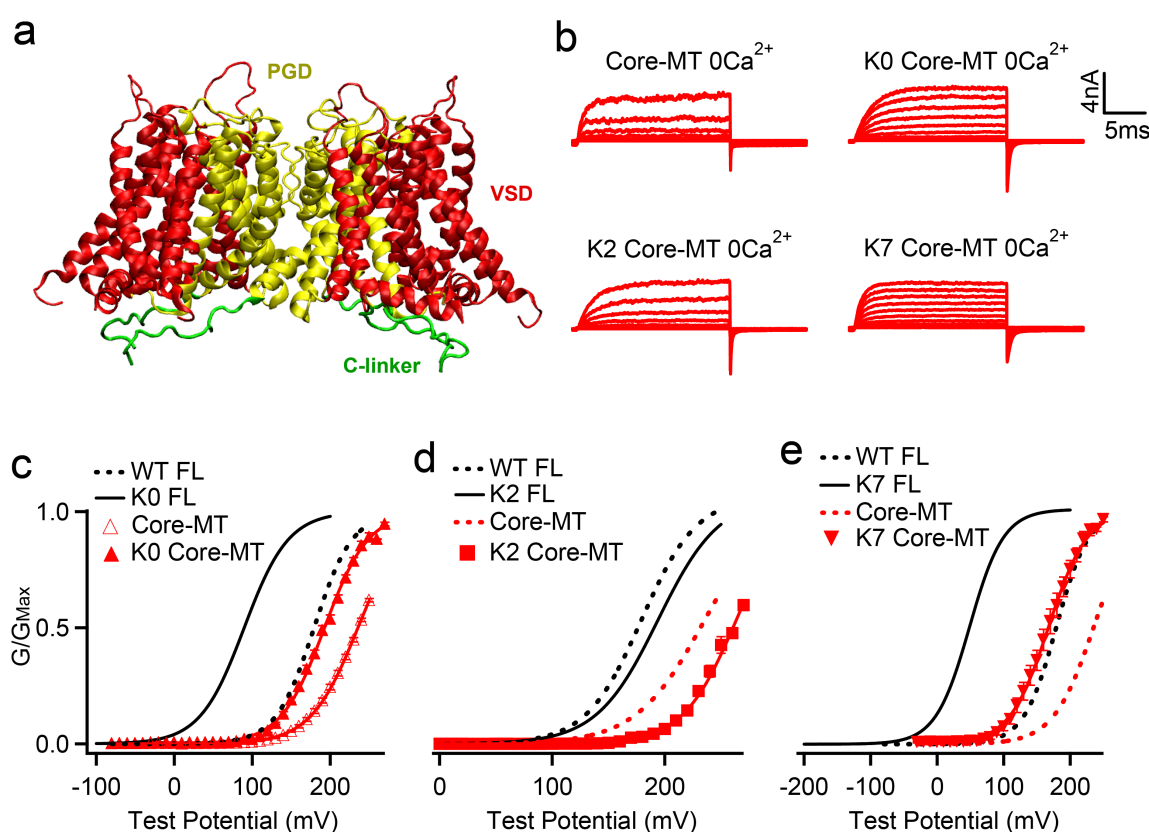 a
PGD
VSD
C-linker
b
Core-MT 0Ca²⁺
K0 Core-MT 0Ca²⁺
4nA
5ms
K2 Core-MT 0Ca²⁺
K7 Core-MT 0Ca²⁺
c
WT FL
K0 FL
Core-MT
K0 Core-MT
G/GMax
1.0
0.5
0.0
-100 0 100 200
Test Potential (mV)
d
WT FL
K2 FL
Core-MT
K2 Core-MT
0 100 200
Test Potential (mV)
e
WT FL
K7 FL
Core-MT
K7 Core-MT
-200 -100 0 100 200
Test Potential (mV)